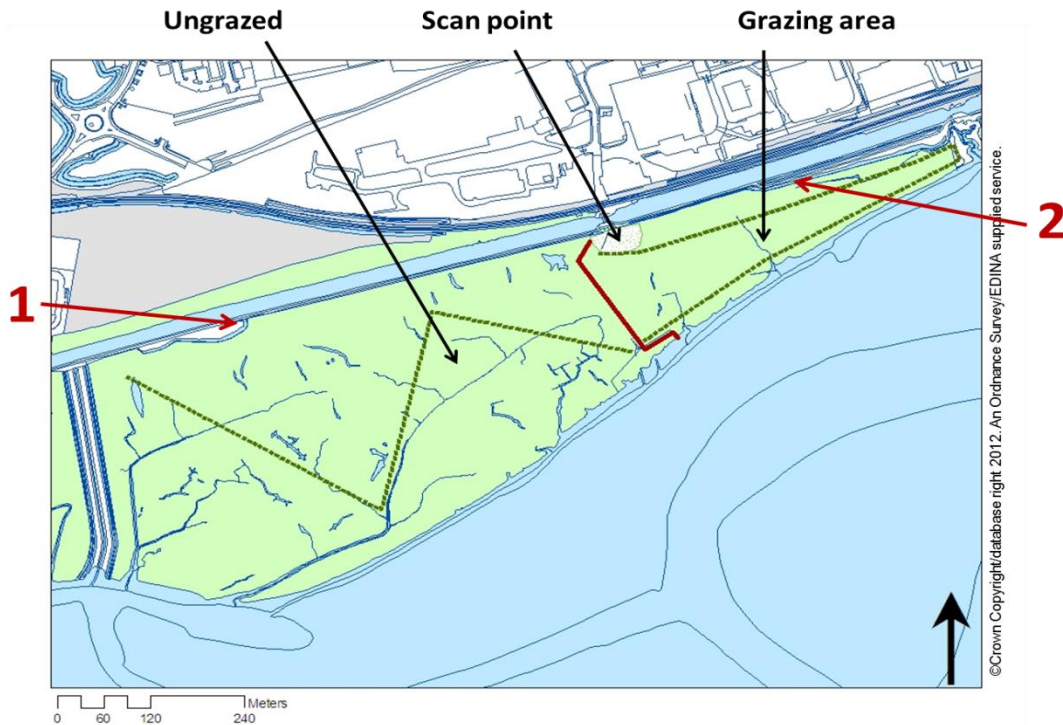 Ungrazed
Scan point
Grazing area
1
2
©Crown Copyright/database right 2012. An Ordnance Survey/EDINA supplied service.
Meters
0 60 120 240